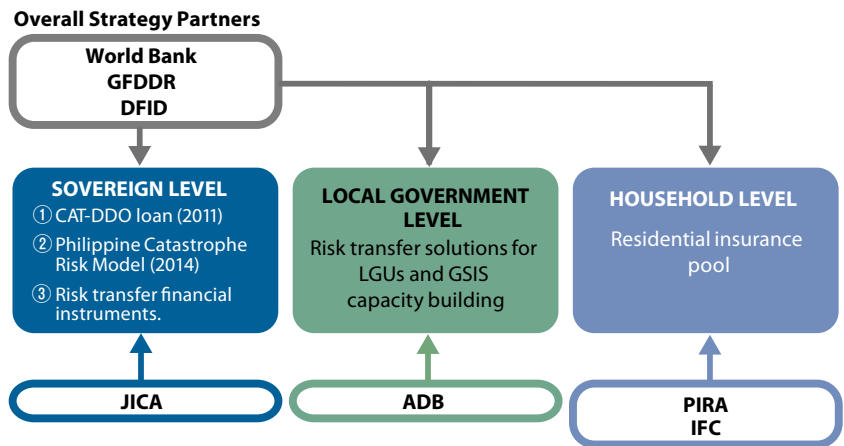 Overall Strategy Partners
World Bank
GFDDR
DFID
SOVEREIGN LEVEL
① CAT-DDO loan (2011)
② Philippine Catastrophe
Risk Model (2014)
③ Risk transfer financial
instruments.
LOCAL GOVERNMENT
LEVEL
Risk transfer solutions for
LGUs and GSIS
capacity building
HOUSEHOLD LEVEL
Residential insurance
pool
JICA
ADB
PIRA
IFC